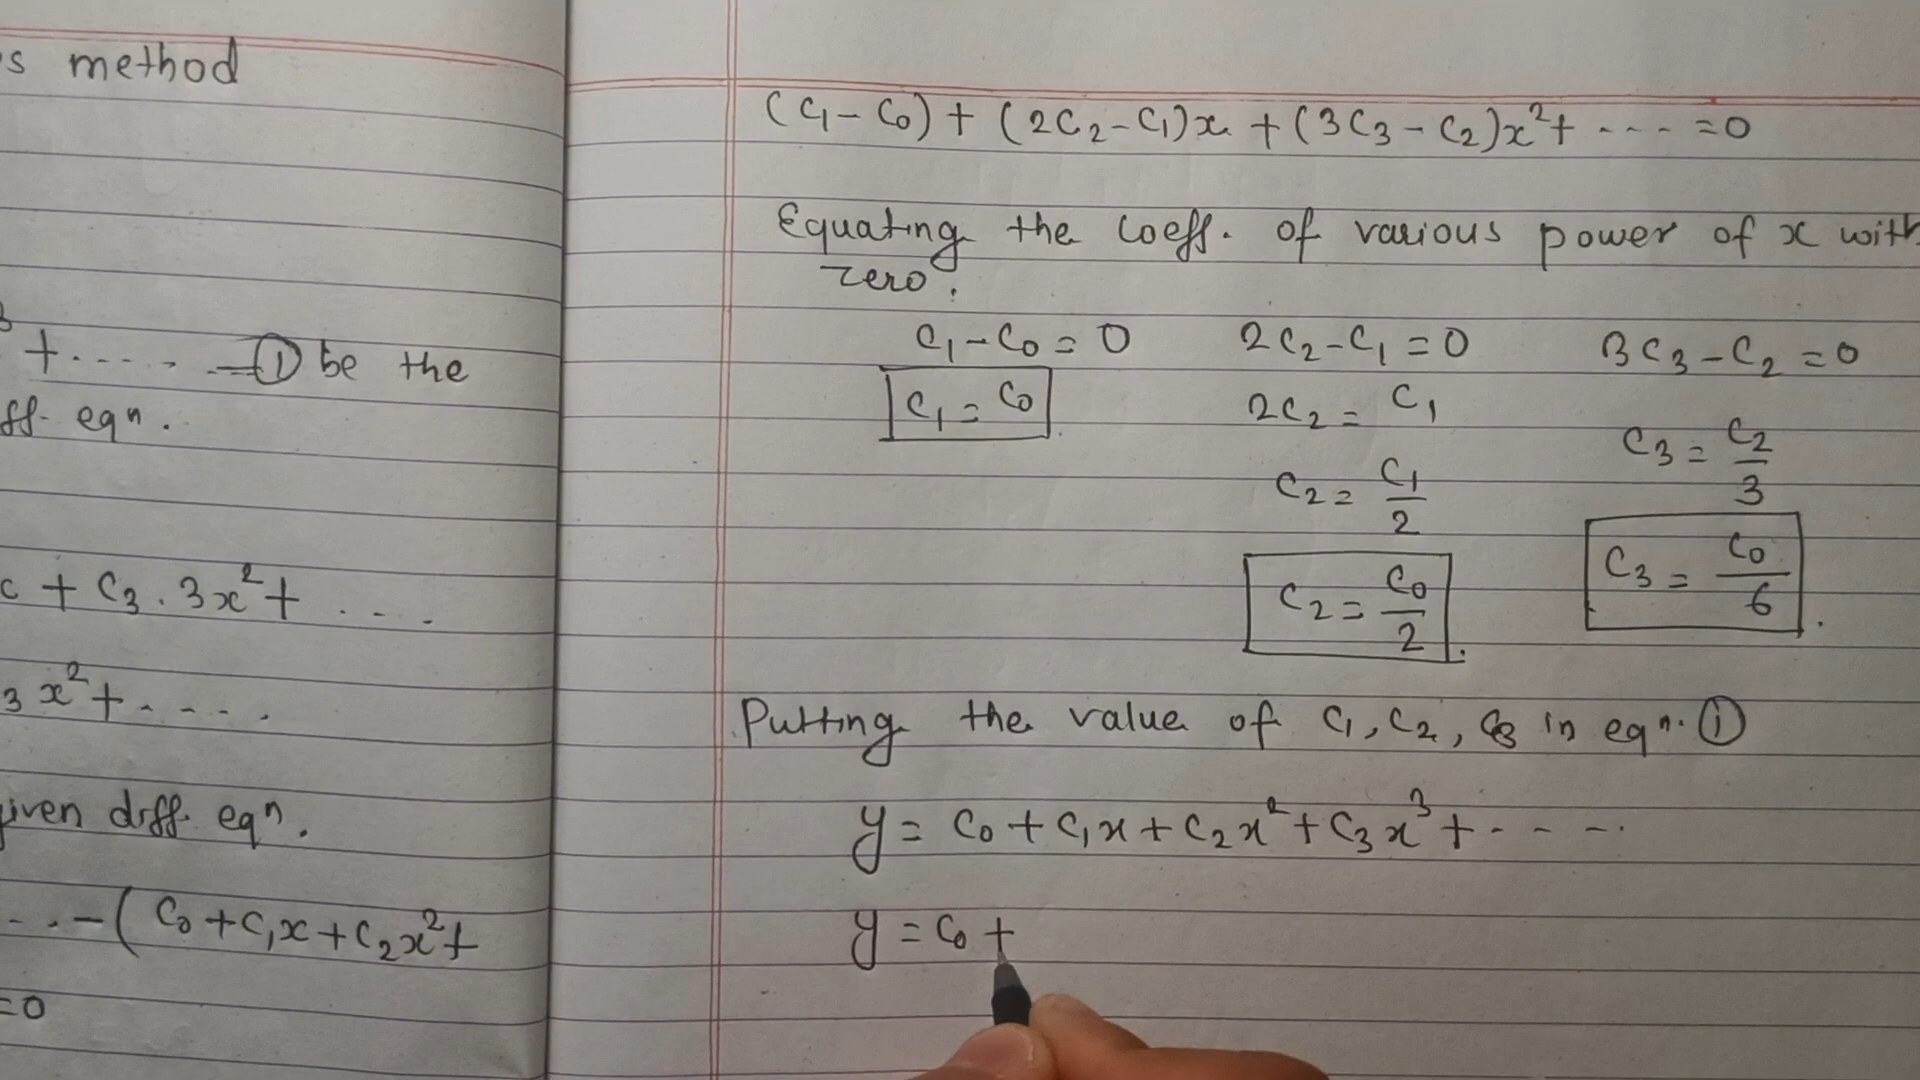 s method
+ ..... — ① be the
ff. eqn.
+ C3 . 3x² + ....
3 x² + .....
given diff. eqn.
... - ( C0 + C1x + C2x² +
=0
(C1 - C0) + (2C2 - C1)x + (3C3 - C2)x² + .... = 0
Equating the coeff. of various power of x with
zero.
C1 - C0 = 0 2C2 - C1 = 0 3C3 - C2 = 0
C1 = C0 2C2 = C1 C3 = C2/3
C2 = C1/2
C2 = C0/2 . C3 = C0/6 .
Putting the value of C1, C2, C3 in eqn. ①
y = C0 + C1x + C2x² + C3x³ + ....
y = C0 +